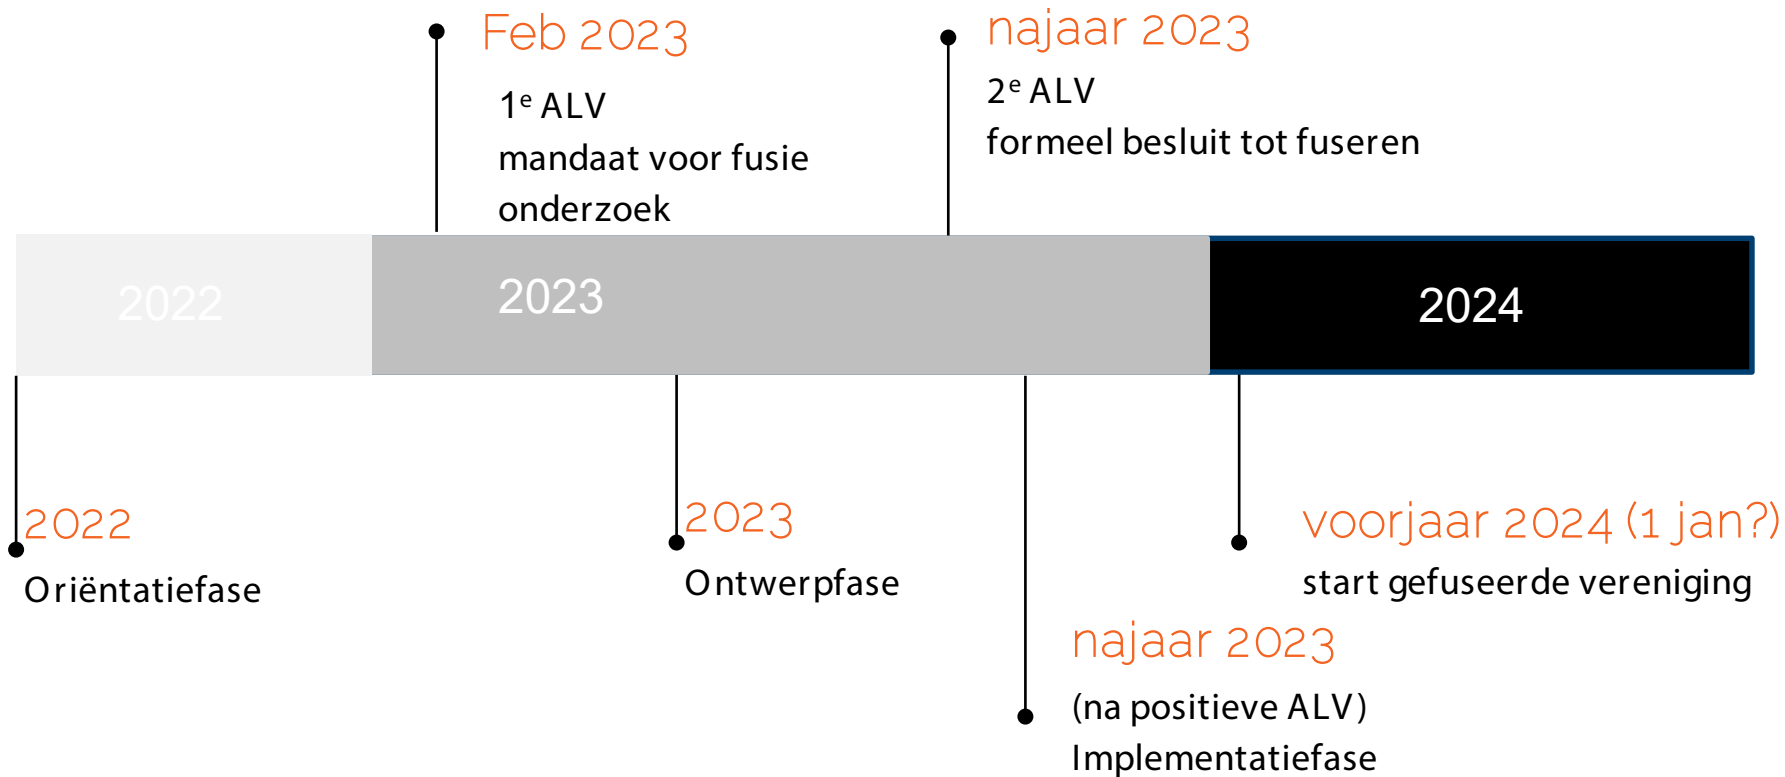 Feb 2023
1e ALV
mandaat voor fusie
onderzoek
najaar 2023
2e ALV
formeel besluit tot fuseren
2022
2023
2024
2022
Oriëntatiefase
2023
Ontwerpfase
najaar 2023
(na positieve ALV)
Implementatiefase
voorjaar 2024 (1 jan?)
start gefuseerde vereniging